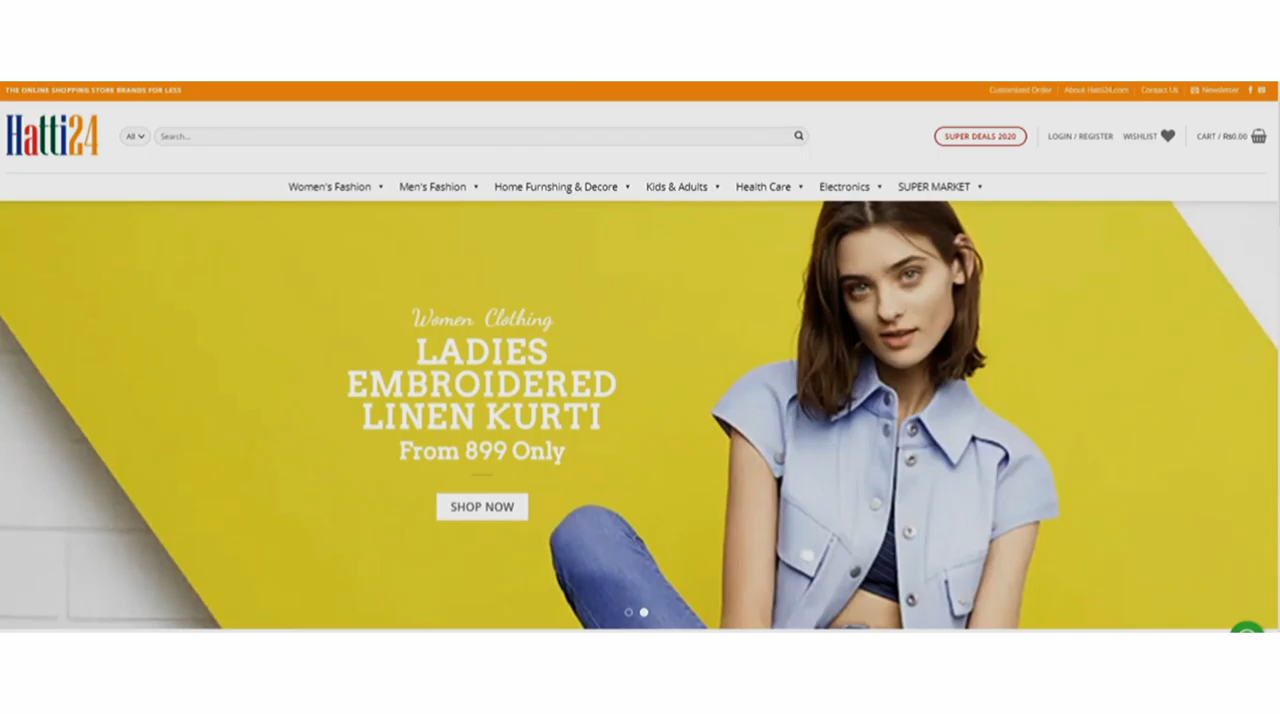 THE ONLINE SHOPPING STORE BRANDS FOR LESS
Customized Order
About Hatti24.com
Contact Us
Newsletter
Hatti24
All
Search...
SUPER DEALS 2020
LOGIN / REGISTER
WISHLIST
CART / ₨0.00
Women's Fashion
Men's Fashion
Home Furnshing & Decore
Kids & Adults
Health Care
Electronics
SUPER MARKET
Women Clothing
LADIES
EMBROIDERED
LINEN KURTI
From 899 Only
SHOP NOW